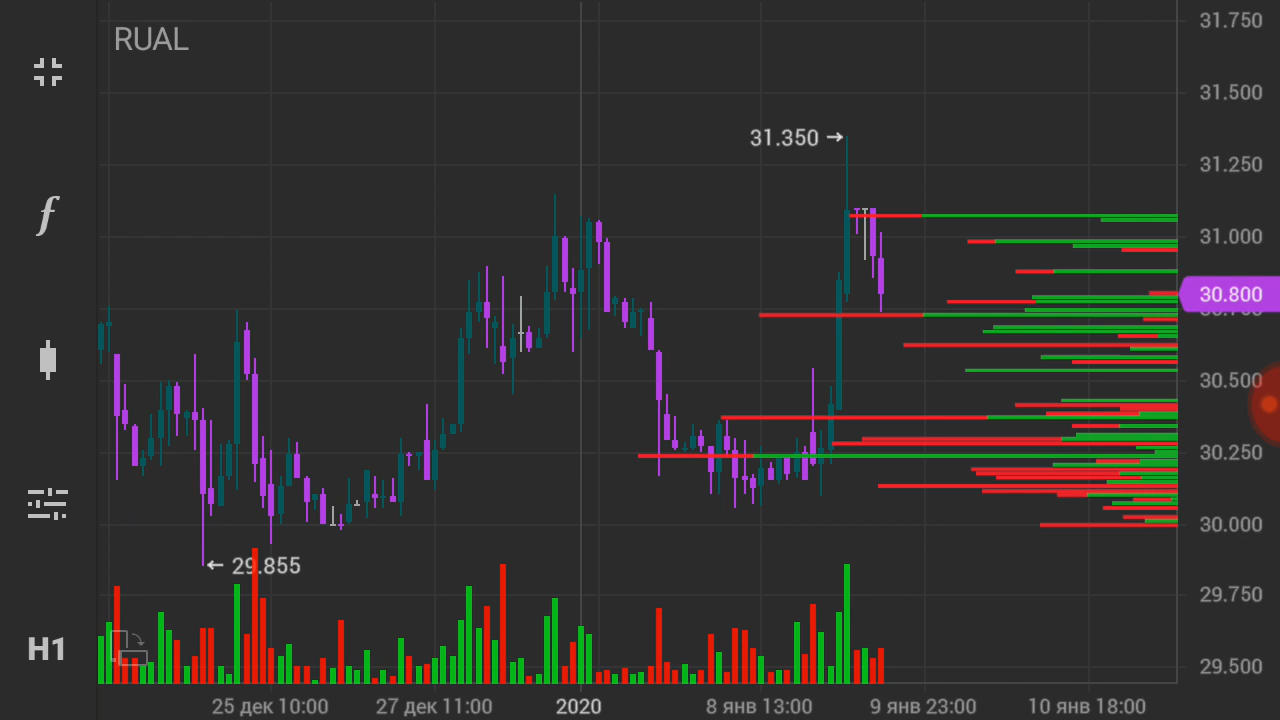 RUAL
31.750
31.500
31.350 →
31.250
31.000
30.800
30.500
30.250
30.000
← 29.855
29.750
29.500
f
H1
25 дек 10:00
27 дек 11:00
2020
8 янв 13:00
9 янв 23:00
10 янв 18:00